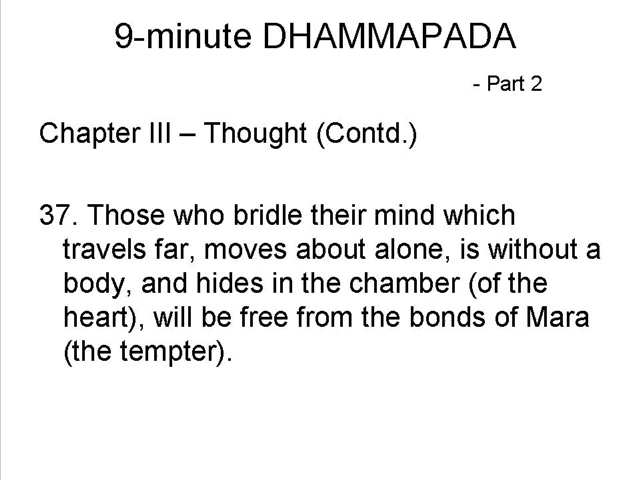 9-minute DHAMMAPADA
- Part 2
Chapter III – Thought (Contd.)
37. Those who bridle their mind which
travels far, moves about alone, is without a
body, and hides in the chamber (of the
heart), will be free from the bonds of Mara
(the tempter).